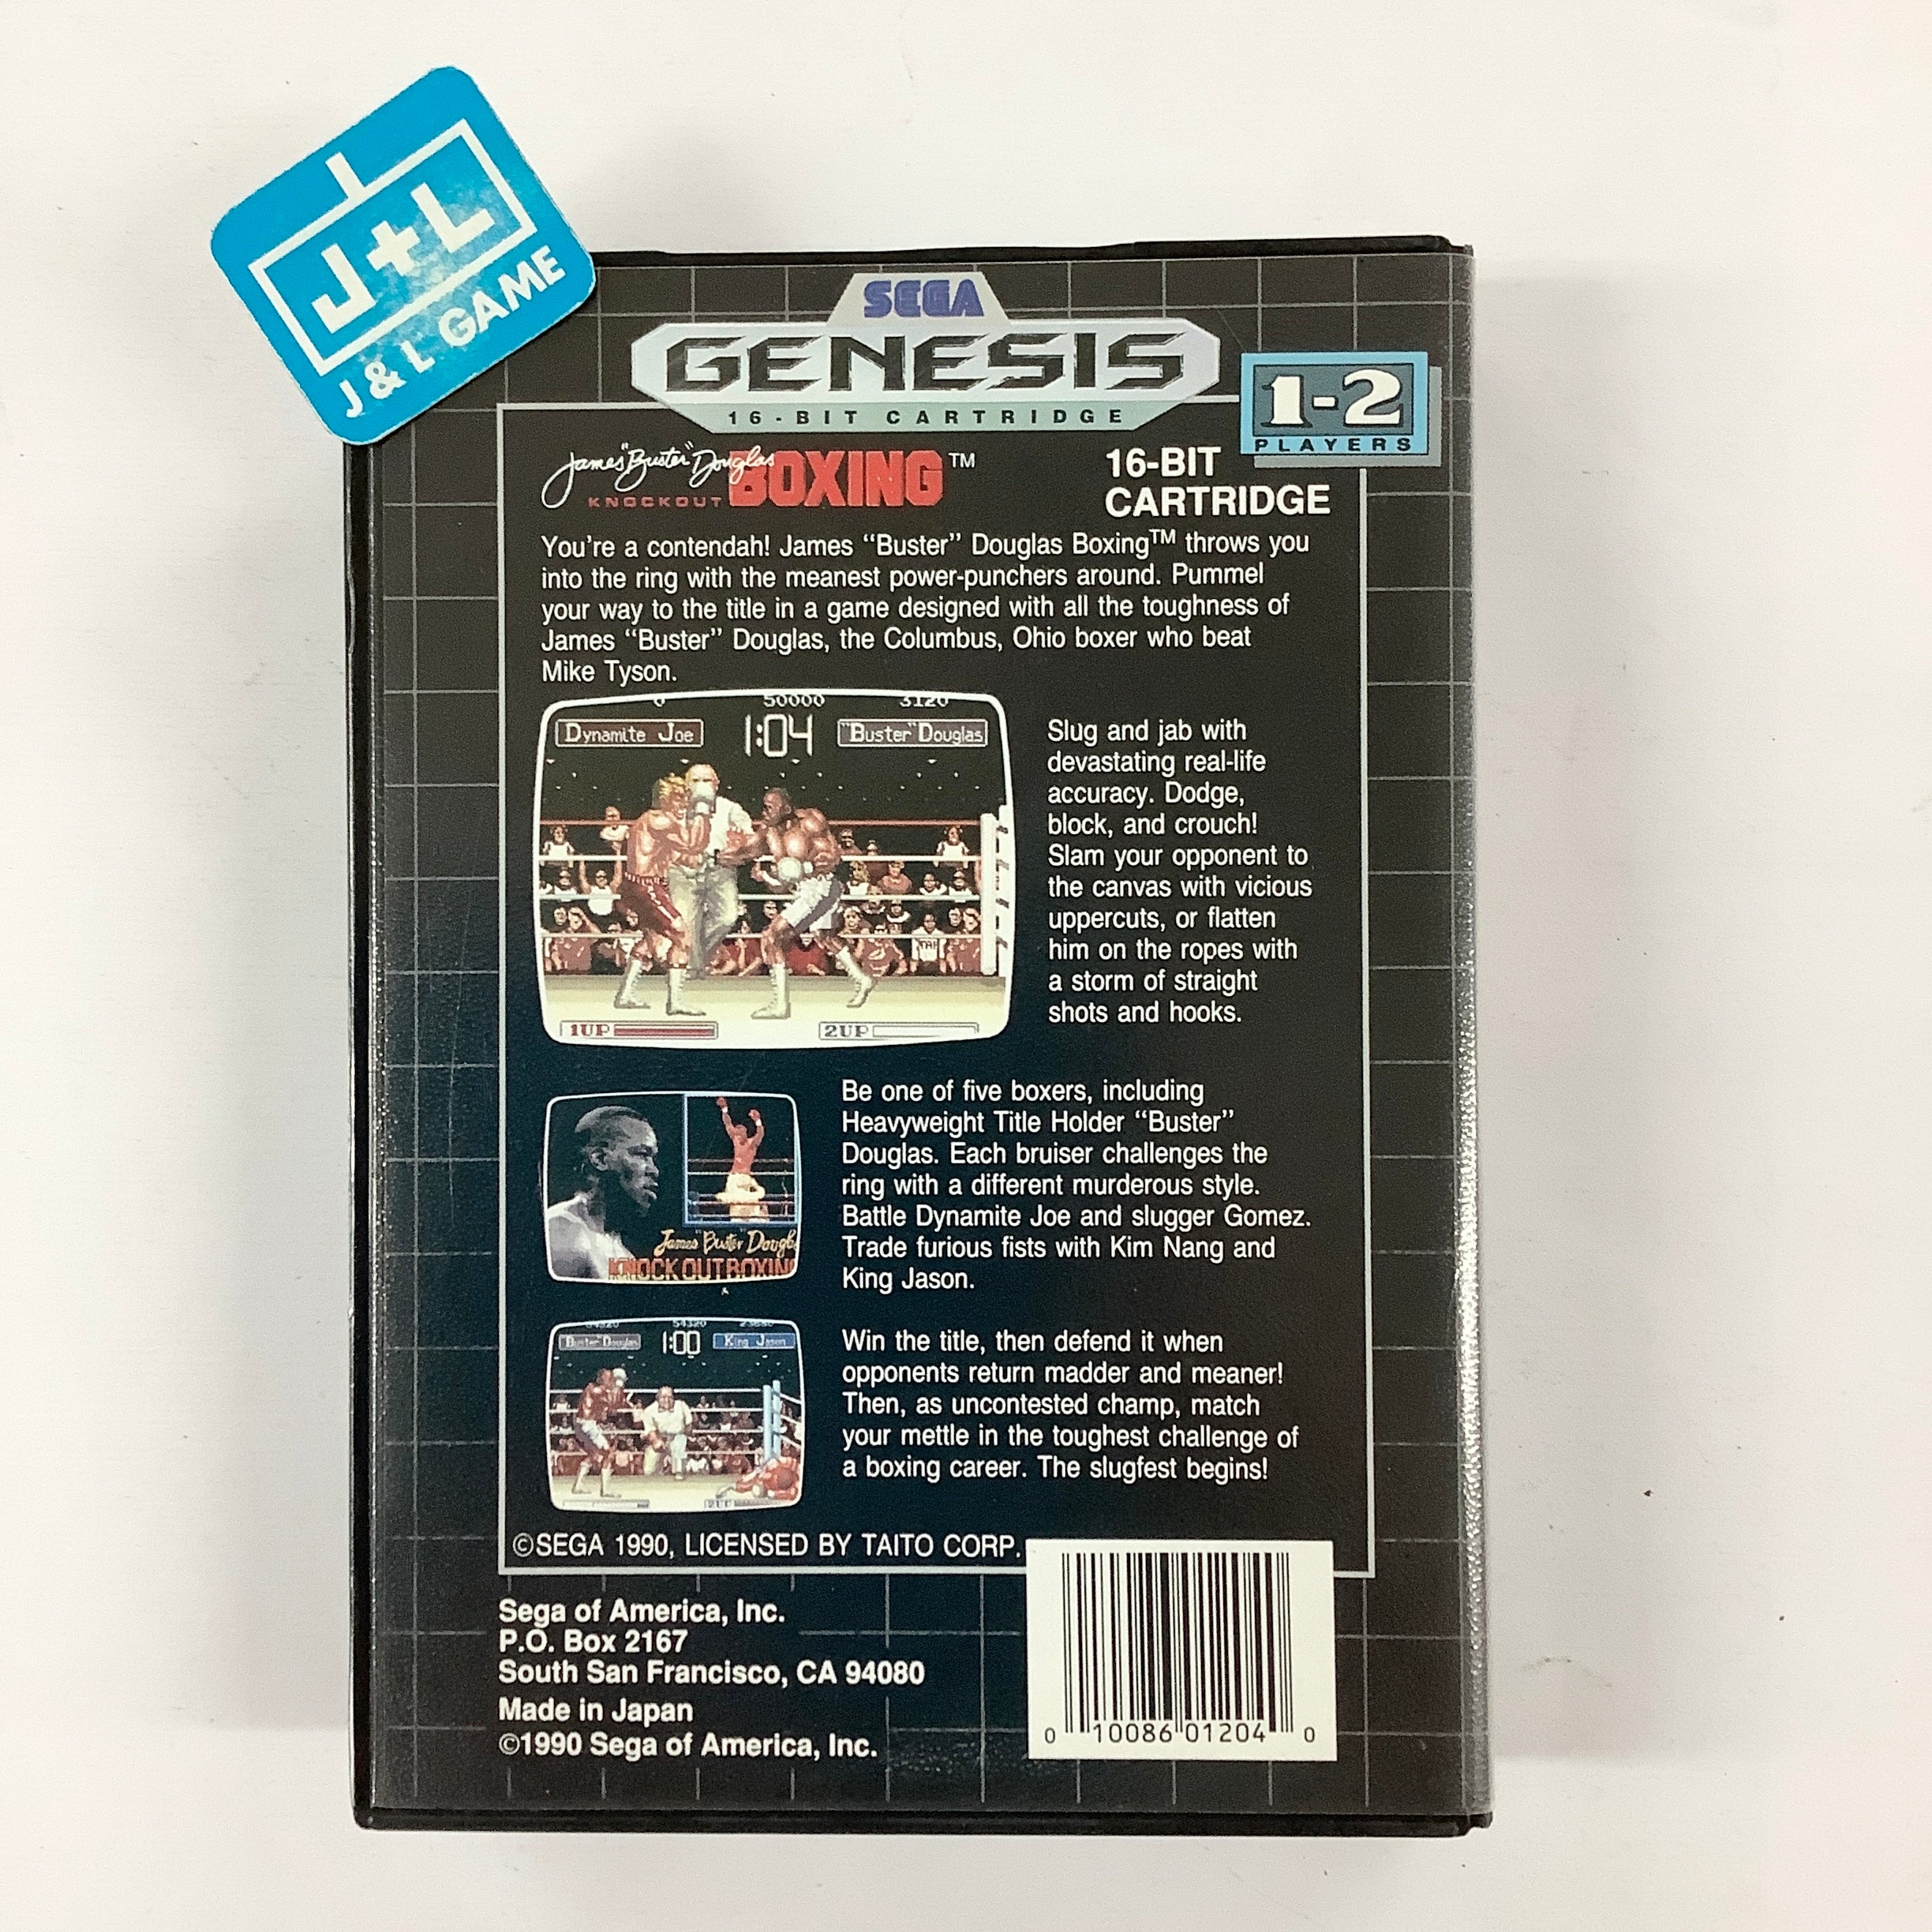 J+L
J & L GAME
SEGA
GENESIS
16-BIT CARTRIDGE
1-2
PLAYERS
James "Buster" Douglas
KNOCKOUT BOXING™
16-BIT
CARTRIDGE
You're a contendah! James "Buster" Douglas Boxing™ throws you
into the ring with the meanest power-punchers around. Pummel
your way to the title in a game designed with all the toughness of
James "Buster" Douglas, the Columbus, Ohio boxer who beat
Mike Tyson.
0 50000 3120
Dynamite Joe 1:04 "Buster" Douglas
TAI
1UP 2UP
Slug and jab with
devastating real-life
accuracy. Dodge,
block, and crouch!
Slam your opponent to
the canvas with vicious
uppercuts, or flatten
him on the ropes with
a storm of straight
shots and hooks.
James "Buster" Dougla
KNOCKOUT BOXING
Be one of five boxers, including
Heavyweight Title Holder "Buster"
Douglas. Each bruiser challenges the
ring with a different murderous style.
Battle Dynamite Joe and slugger Gomez.
Trade furious fists with Kim Nang and
King Jason.
54320
"Buster" Douglas 1:00 King Jason
2UP
Win the title, then defend it when
opponents return madder and meaner!
Then, as uncontested champ, match
your mettle in the toughest challenge of
a boxing career. The slugfest begins!
©SEGA 1990, LICENSED BY TAITO CORP.
Sega of America, Inc.
P.O. Box 2167
South San Francisco, CA 94080
Made in Japan
©1990 Sega of America, Inc.
0 10086 01204 0